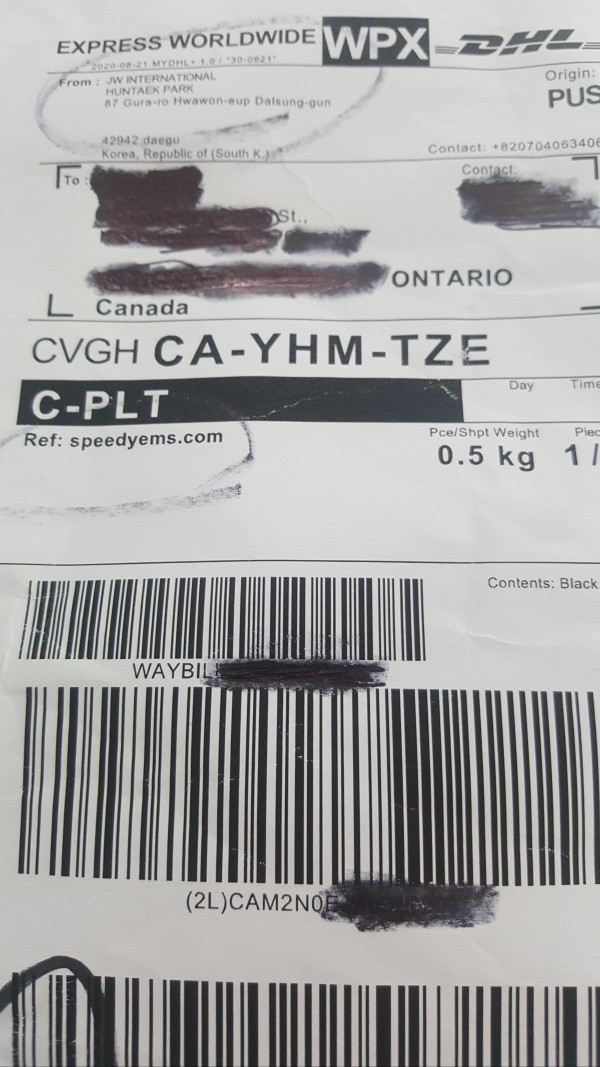 EXPRESS WORLDWIDE WPX DHL
2020-08-21 MYDHL+ 1.0 / *30-0821*
From : JW INTERNATIONAL
HUNTAEK PARK
87 Gura-ro Hwawon-eup Dalsung-gun
42942 daegu
Korea, Republic of (South K.)
Origin:
PUS
Contact: +820704063406
To :
St.,
ONTARIO
Canada
Contact:
CVGH CA-YHM-TZE
C-PLT
Day Time
Ref: speedyems.com
Pce/Shpt Weight
0.5 kg
Piec
1 /
Contents: Black
WAYBIL
(2L)CAM2N0